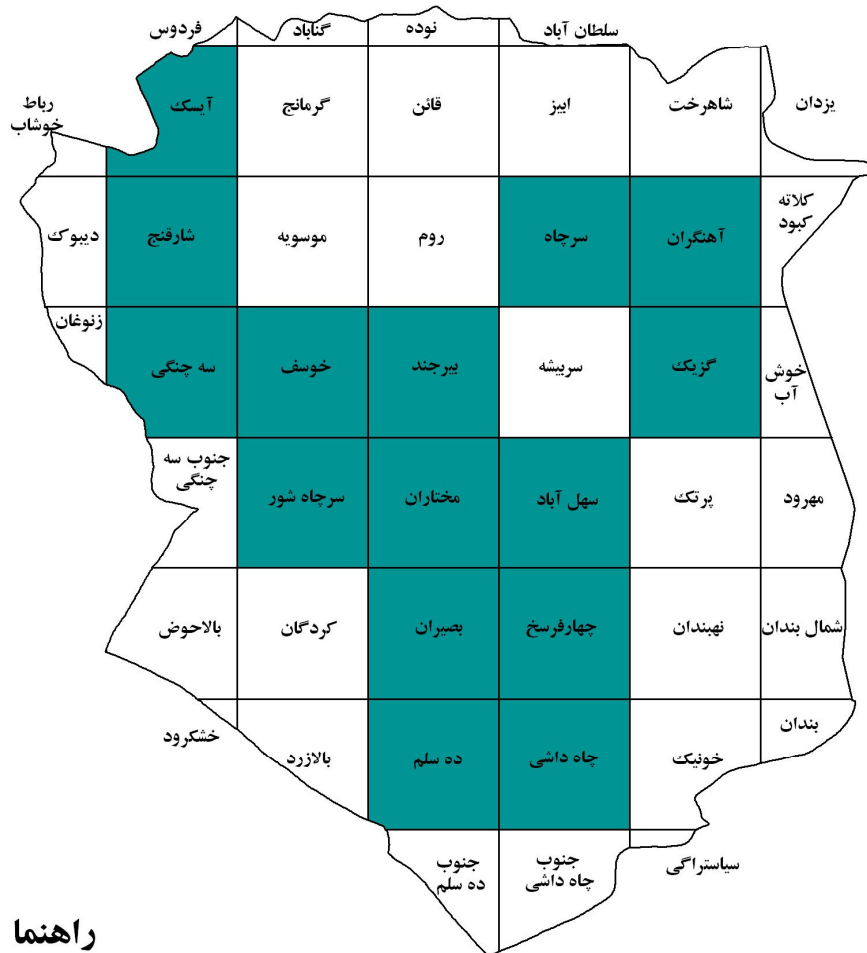 سلطان آباد
نوده
گناباد
فردوس
یزدان
شاهرخت
ابیز
قائن
گرمانج
آیسک
رباط
خوشاب
کلاته
کبود
آهنگران
سرچاه
روم
موسویه
شارقنج
دیبوک
خوش
آب
گزیک
سربیشه
بیرجند
خوسف
سه چنگی
زنوغان
مهرود
پرتک
سهل آباد
مختاران
سرچاه شور
جنوب سه
چنگی
شمال بندان
نهبندان
چهارفرسخ
بصیران
کردگان
بالاحوض
بندان
خونیک
چاه داشی
ده سلم
بالازرد
خشکرود
سیاستراگی
جنوب
چاه داشی
جنوب
ده سلم
راهنما